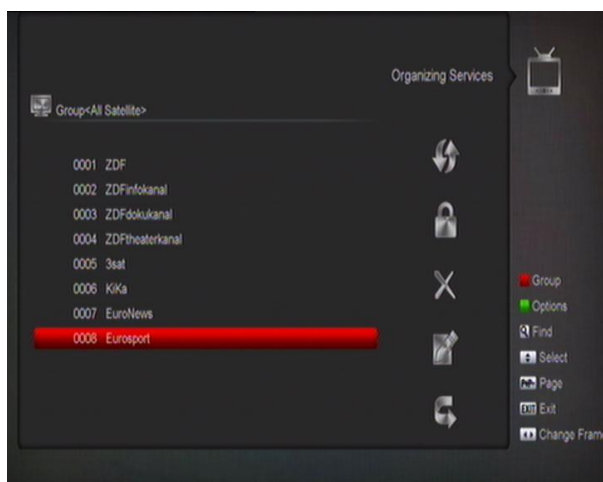 Organizing Services
Group<All Satellite>
0001 ZDF
0002 ZDFinfokanal
0003 ZDFdokukanal
0004 ZDFtheaterkanal
0005 3sat
0006 KiKa
0007 EuroNews
0008 Eurosport
Group
Options
Find
Select
Page
EXIT Exit
Change Frame